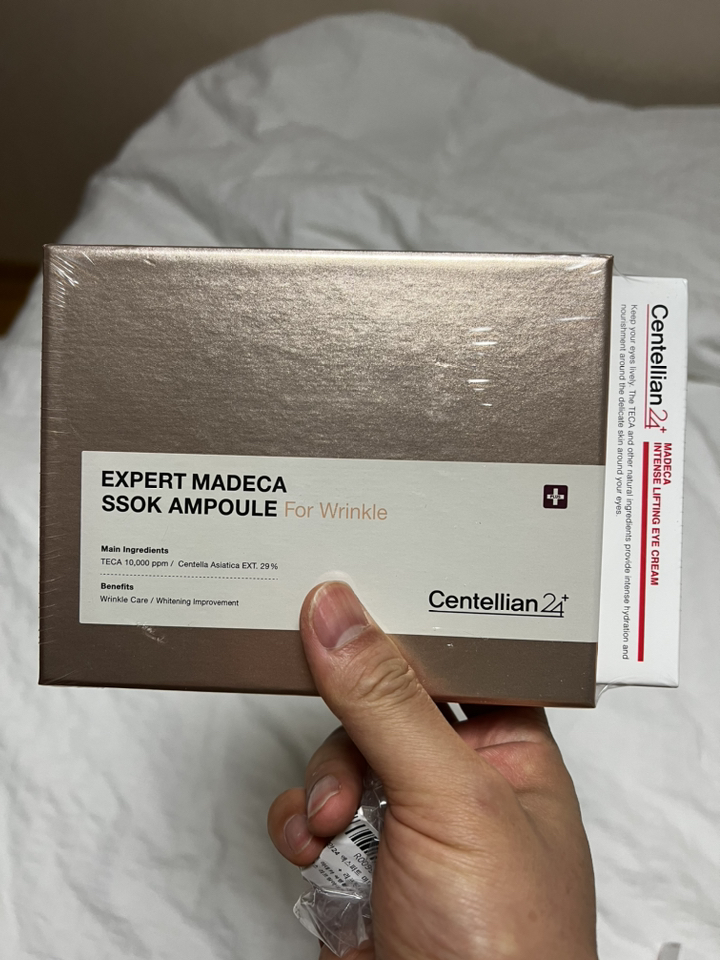 EXPERT MADECA
SSOK AMPOULE For Wrinkle
Main Ingredients
TECA 10,000 ppm / Centella Asiatica EXT. 29%
Benefits
Wrinkle Care / Whitening Improvement
PLUS
Centellian 24+
Centellian 24+
MADECA
INTENSE LIFTING EYE CREAM
Keep your eyes lively. The TECA and other natural ingredients provide intense hydration and
nourishment around the delicate skin around your eyes.